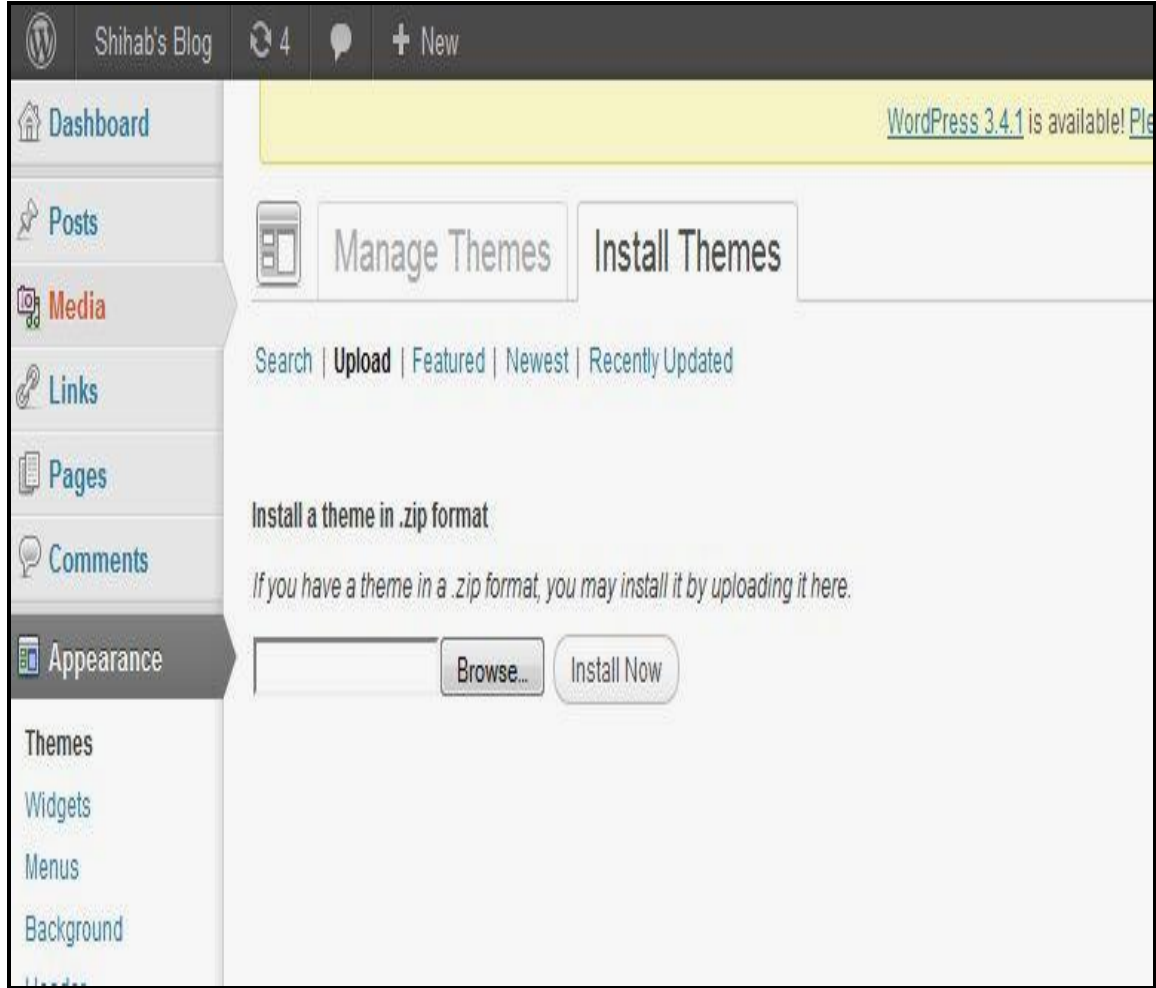 Shihab's Blog 4 + New
WordPress 3.4.1 is available!
Dashboard
Posts
Media
Links
Pages
Comments
Appearance
Themes
Widgets
Menus
Background
Manage Themes Install Themes
Search | Upload | Featured | Newest | Recently Updated
Install a theme in .zip format
If you have a theme in a .zip format, you may install it by uploading it here.
Browse... Install Now